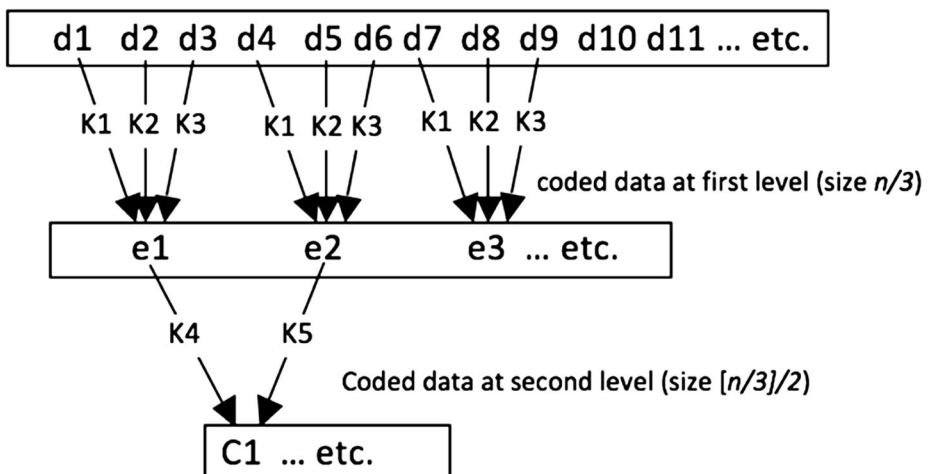 d1 d2 d3 d4 d5 d6 d7 d8 d9 d10 d11 ... etc.
K1 K2 K3 K1 K2 K3 K1 K2 K3
coded data at first level (size n/3)
e1 e2 e3 ... etc.
K4 K5
Coded data at second level (size [n/3]/2)
C1 ... etc.